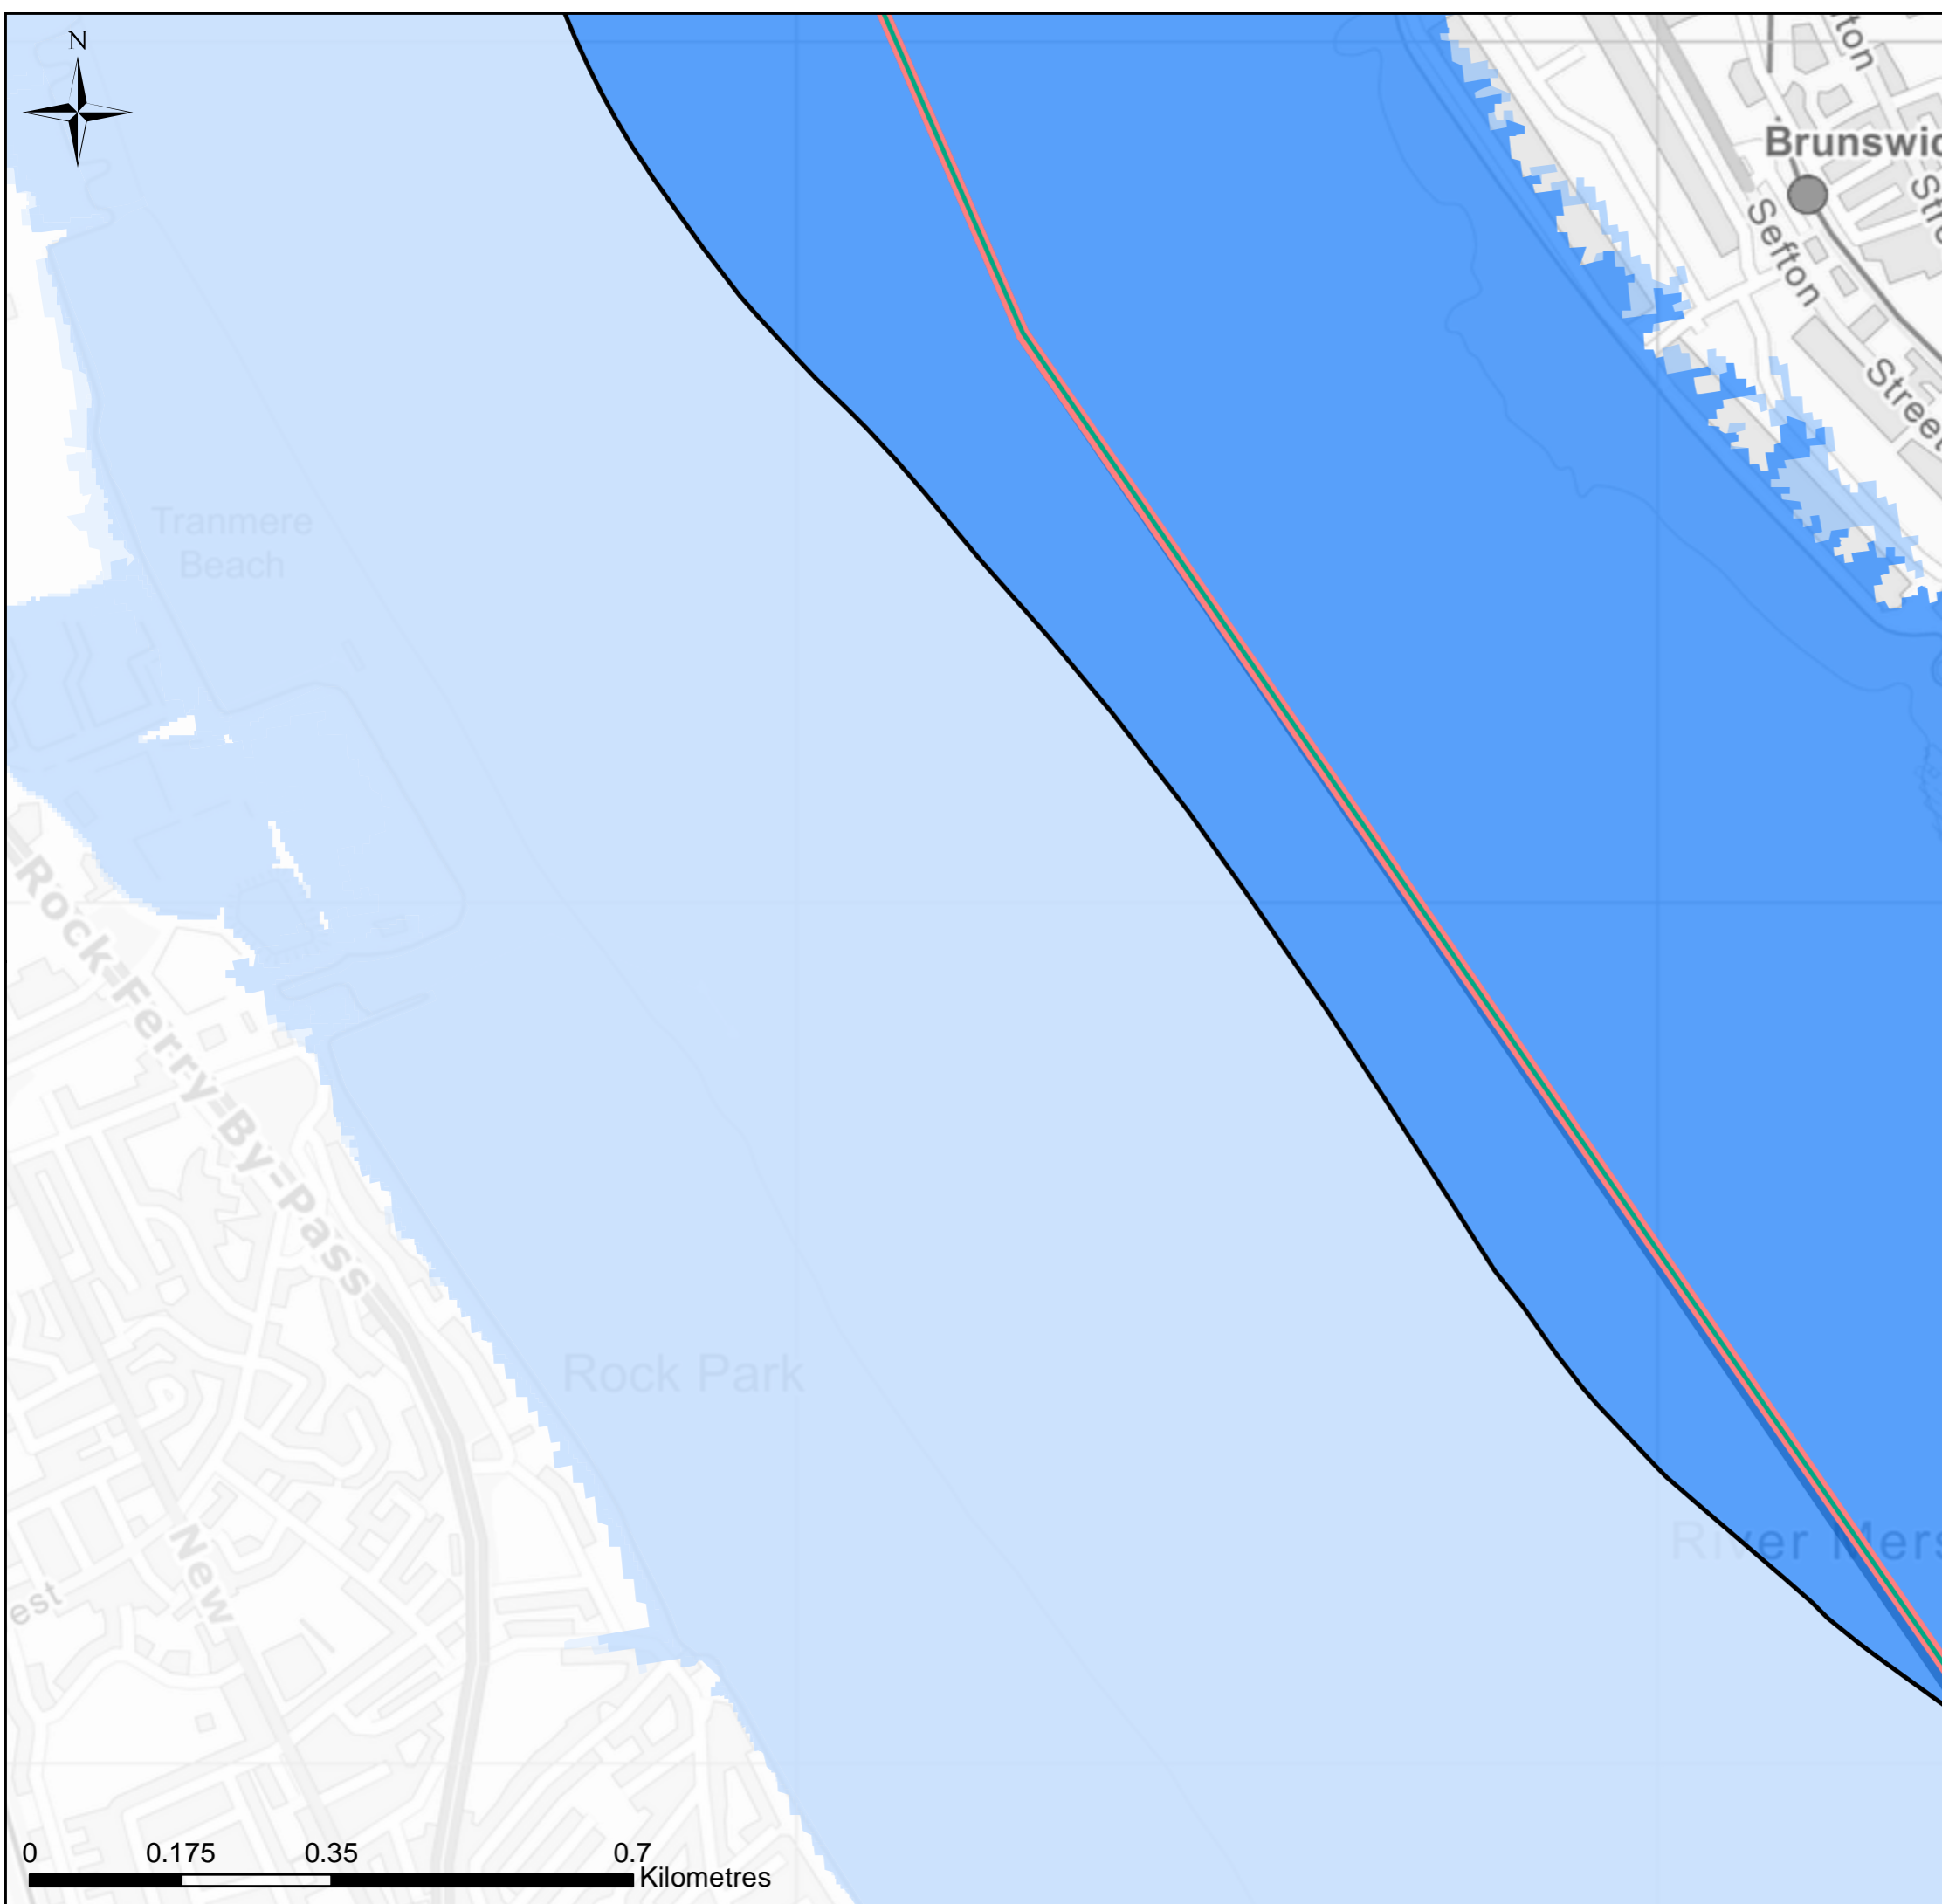 N
Brunswic
Sefton
Street
Tranmere
Beach
Rock Ferry By-Pass
Rock Park
New
est
River Mers
0 0.175 0.35 0.7
Kilometres